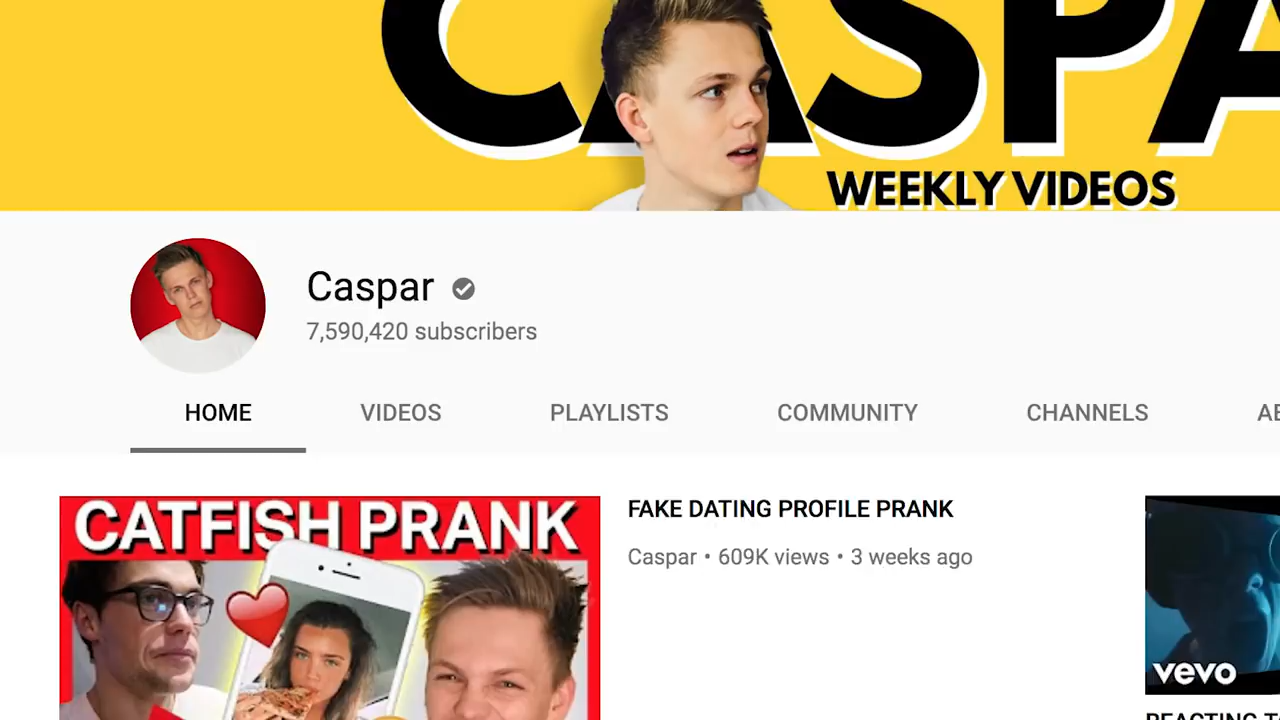 CASPA
WEEKLY VIDEOS
Caspar
7,590,420 subscribers
HOME VIDEOS PLAYLISTS COMMUNITY CHANNELS
CATFISH PRANK
FAKE DATING PROFILE PRANK
Caspar • 609K views • 3 weeks ago
vevo